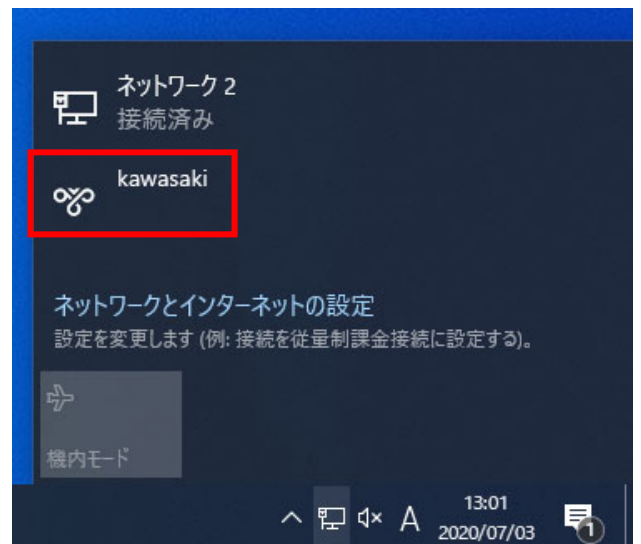 ネットワーク 2
接続済み
kawasaki
ネットワークとインターネットの設定
設定を変更します (例: 接続を従量制課金接続に設定する)。
機内モード
A
13:01
2020/07/03
1